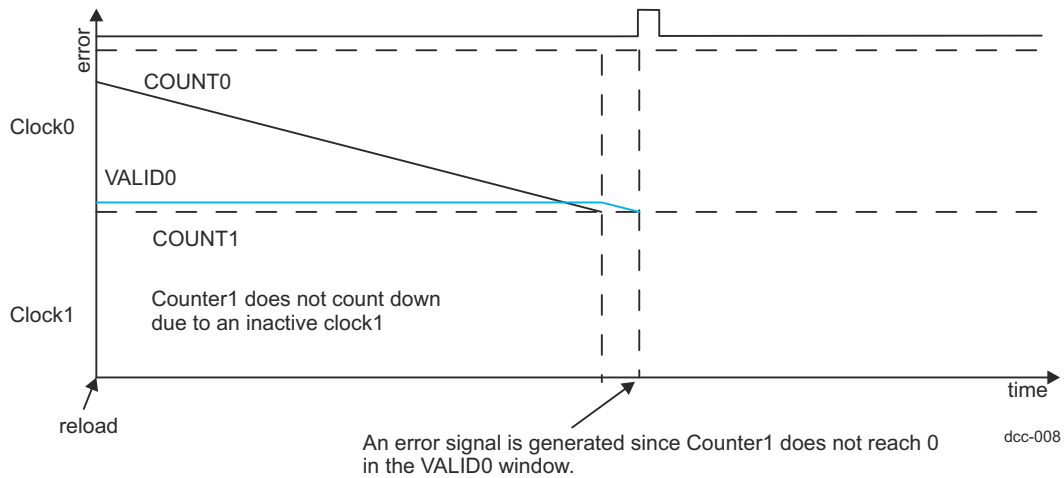 error
COUNT0
Clock0
VALID0
COUNT1
Counter1 does not count down
due to an inactive clock1
Clock1
time
reload
An error signal is generated since Counter1 does not reach 0
in the VALID0 window.
dcc-008